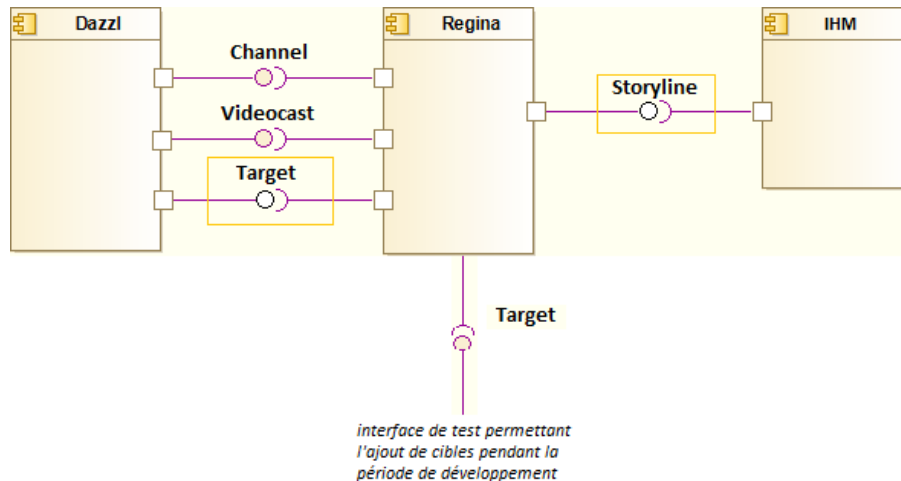 Dazzl
Regina
IHM
Channel
Storyline
Videocast
Target
Target
interface de test permettant
l'ajout de cibles pendant la
période de développement